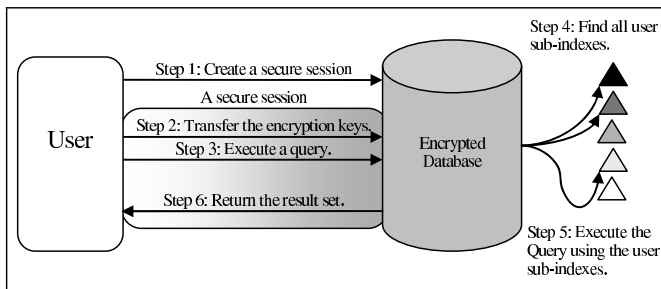 Step 4: Find all user
sub-indexes.
Step 1: Create a secure session
A secure session
User
Step 2: Transfer the encryption keys.
Step 3: Execute a query.
Encrypted
Database
Step 6: Return the result set.
Step 5: Execute the
Query using the user
sub-indexes.